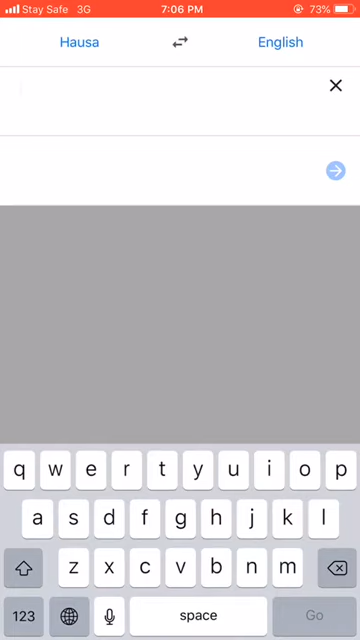 Stay Safe 3G 7:06 PM 73%
Hausa English
q w e r t y u i o p
a s d f g h j k l
z x c v b n m
123 space Go